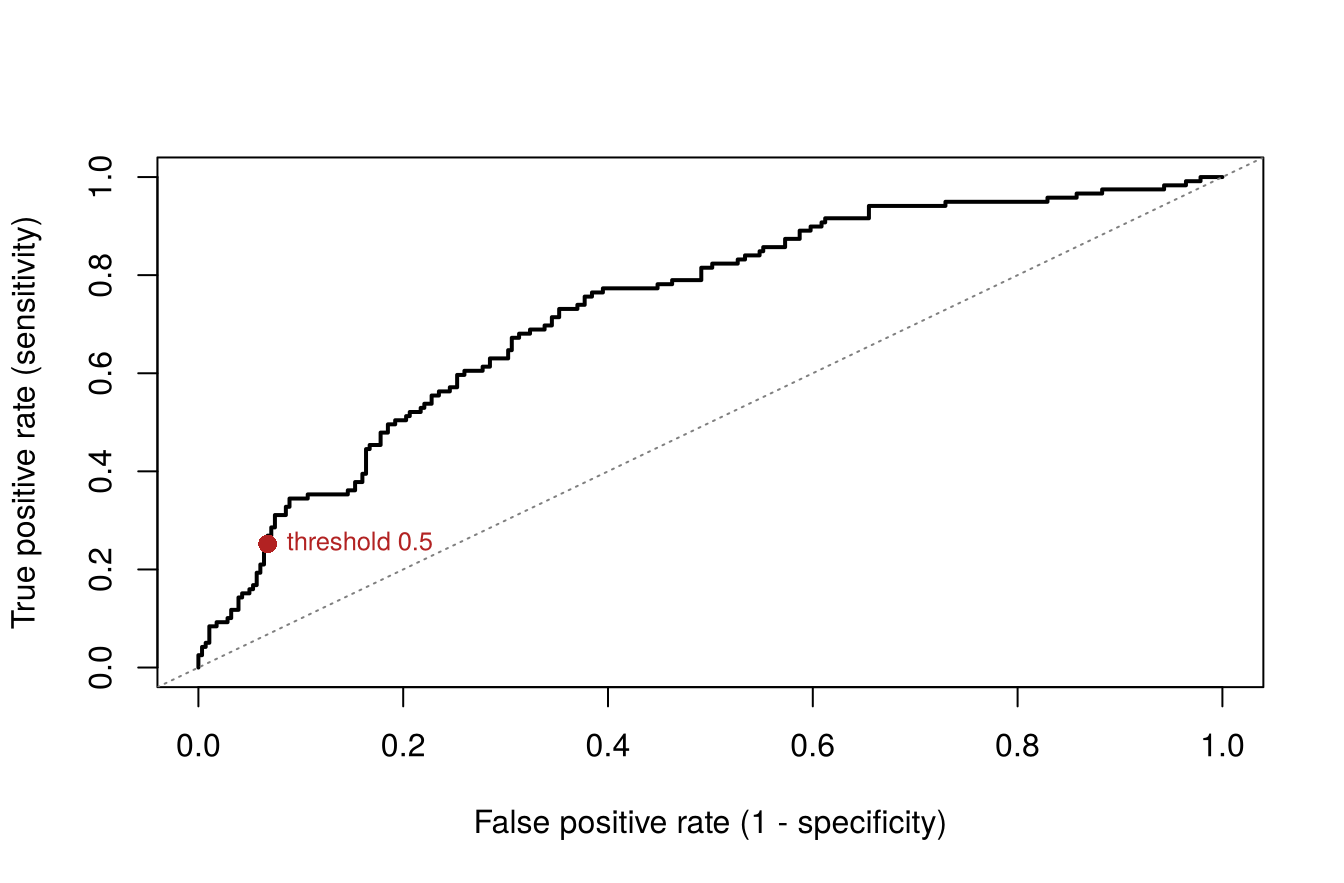 True positive rate (sensitivity)
1.0
0.8
0.6
0.4
0.2
0.0
threshold 0.5
0.0 0.2 0.4 0.6 0.8 1.0
False positive rate (1 - specificity)